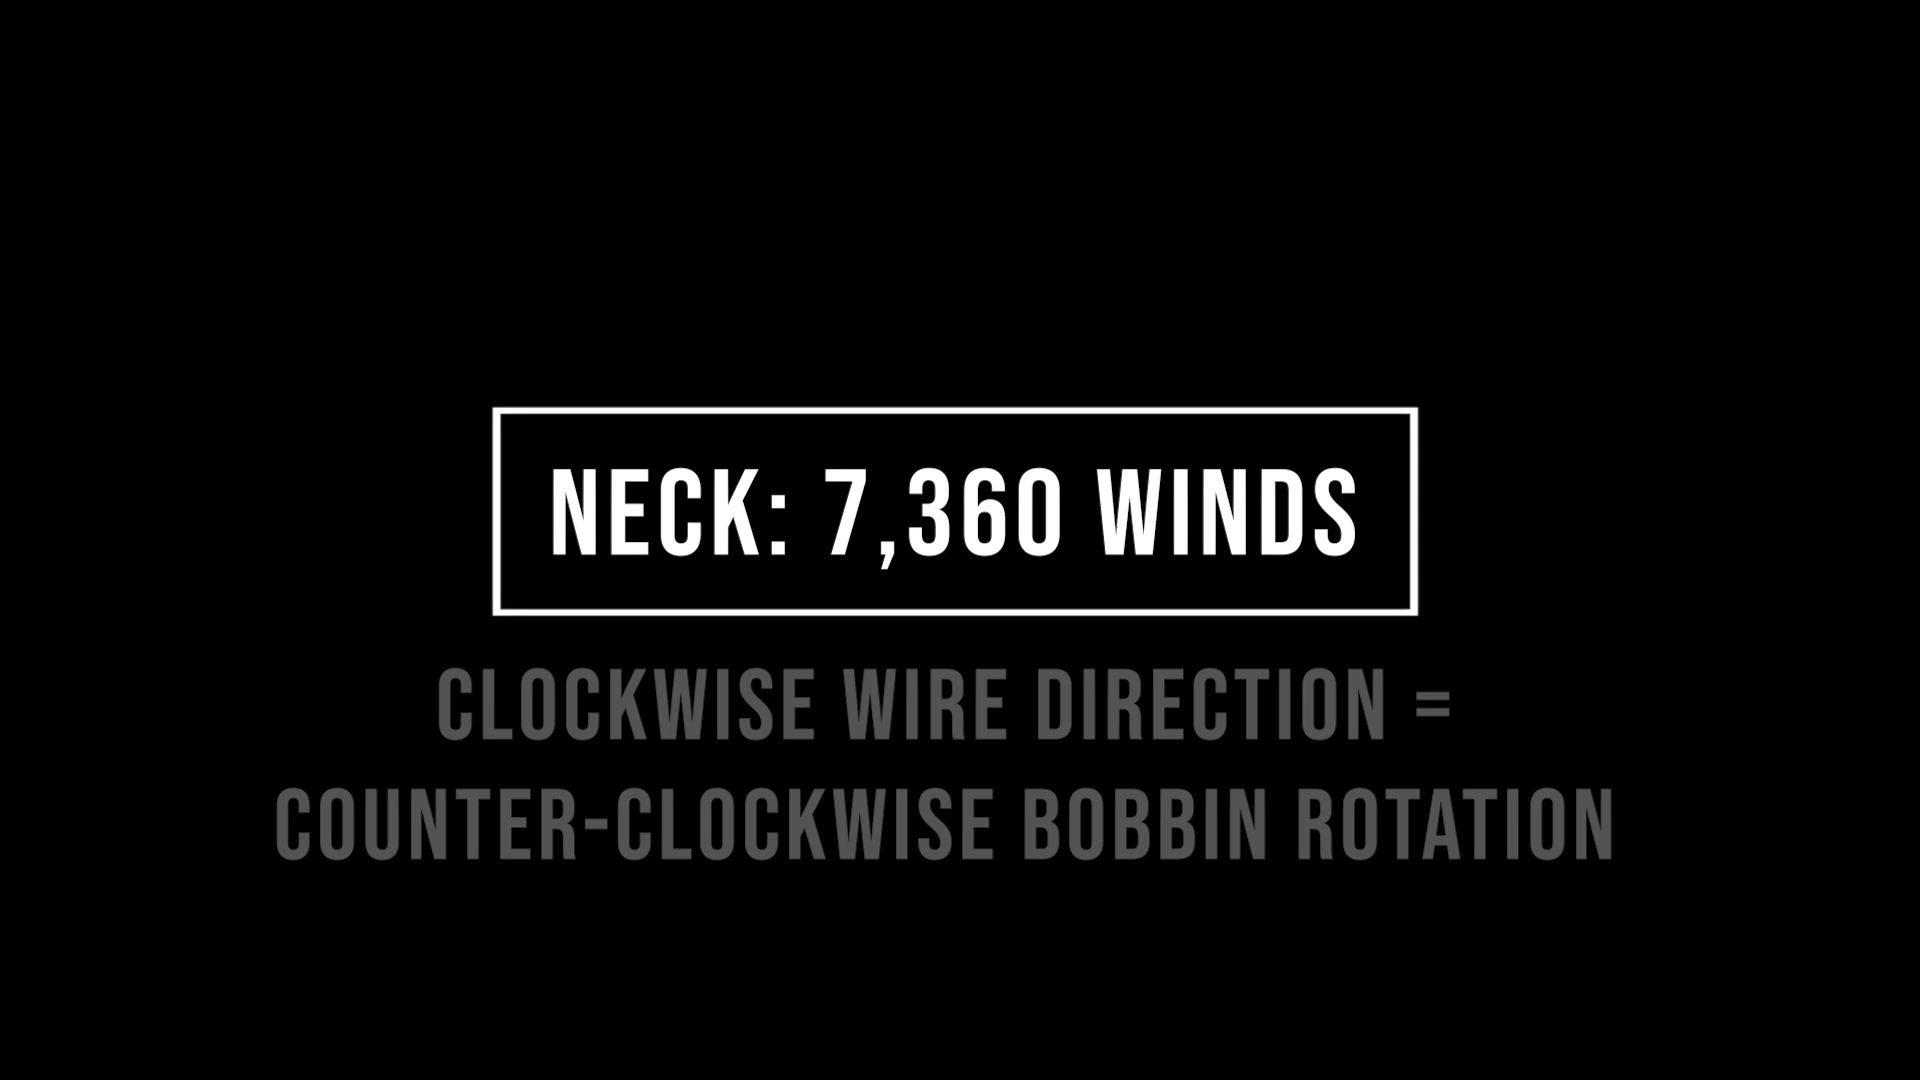 NECK: 7,360 WINDS
CLOCKWISE WIRE DIRECTION =
COUNTER-CLOCKWISE BOBBIN ROTATION